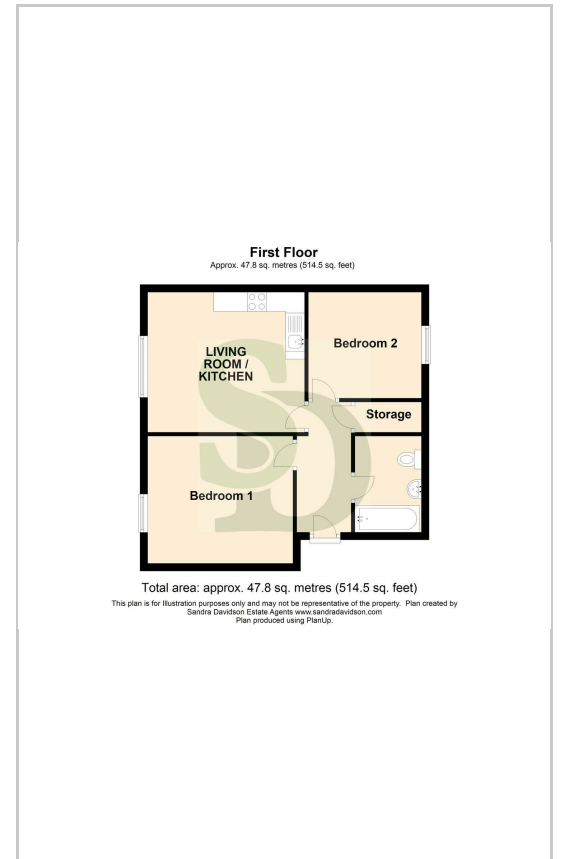 First Floor
Approx. 47.8 sq. metres (514.5 sq. feet)
LIVING
ROOM /
KITCHEN
Bedroom 2
Storage
Bedroom 1
Total area: approx. 47.8 sq. metres (514.5 sq. feet)
This plan is for Illustration purposes only and may not be representative of the property. Plan created by
Sandra Davidson Estate Agents www.sandradavidson.com
Plan produced using PlanUp.